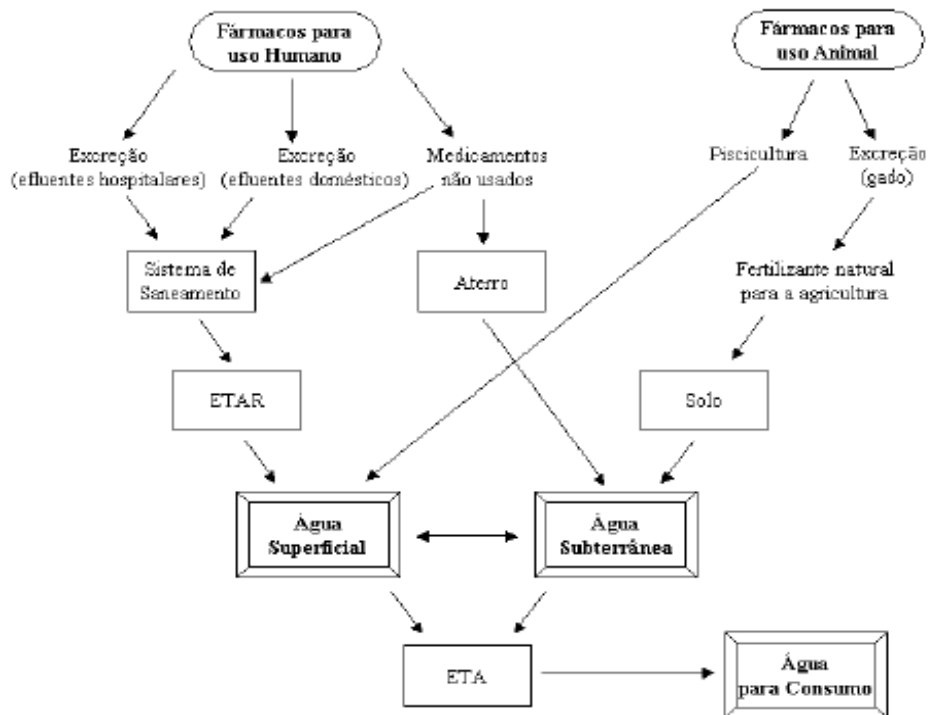 Fármacos para
uso Humano
Fármacos para
uso Animal
Excreção
(efluentes hospitalares)
Excreção
(efluentes domésticos)
Medicamentos
não usados
Piscicultura
Excreção
(gado)
Sistema de
Saneamento
Aterro
Fertilizante natural
para a agricultura
ETAR
Solo
Água
Superficial
Água
Subterrânea
ETA
Água
para Consumo